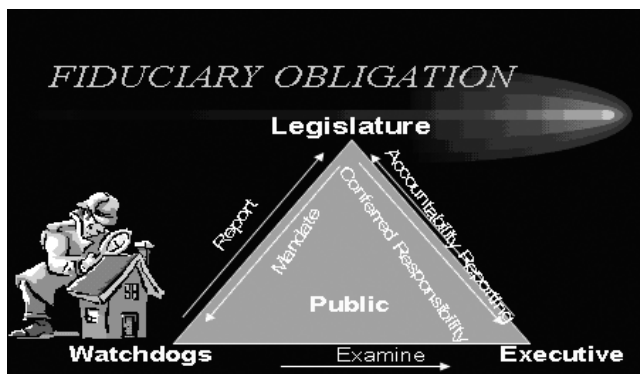 FIDUCIARY OBLIGATION
Legislature
Report
Mandate
Conferred Responsibility
Accountability Reporting
Public
Watchdogs
Examine
Executive